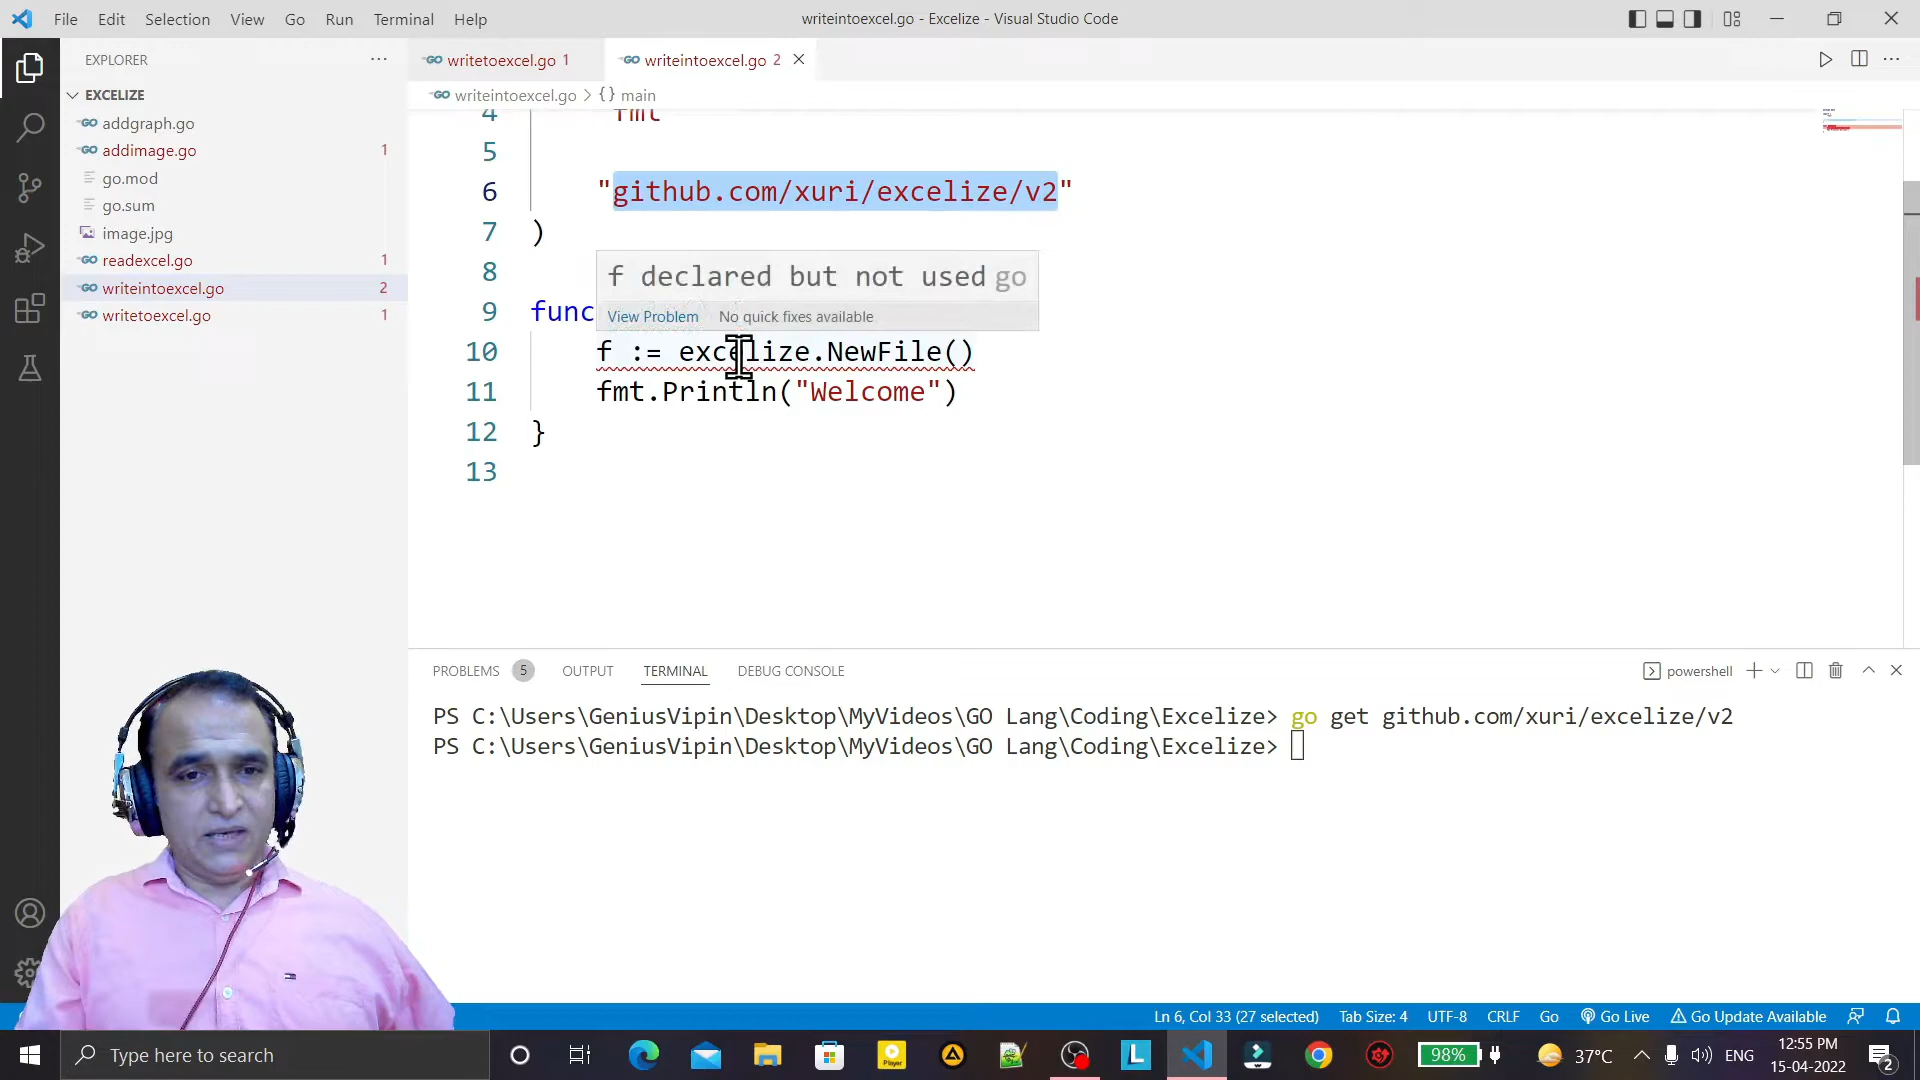 File Edit Selection View Go Run Terminal Help
writeintoexcel.go - Excelize - Visual Studio Code
EXPLORER
EXCELIZE
addgraph.go
addimage.go 1
go.mod
go.sum
image.jpg
readexcel.go 1
writeintoexcel.go 2
writetoexcel.go 1
writetoexcel.go 1
writeintoexcel.go 2
writeintoexcel.go > {} main
4 "fmt"
5
6 "github.com/xuri/excelize/v2"
7 )
8
f declared but not used go
View Problem No quick fixes available
9 func
10 f := excelize.NewFile()
11 fmt.Println("Welcome")
12 }
13
PROBLEMS 5 OUTPUT TERMINAL DEBUG CONSOLE
powershell
PS C:\Users\GeniusVipin\Desktop\MyVideos\GO Lang\Coding\Excelize> go get github.com/xuri/excelize/v2
PS C:\Users\GeniusVipin\Desktop\MyVideos\GO Lang\Coding\Excelize>
Ln 6, Col 33 (27 selected) Tab Size: 4 UTF-8 CRLF Go Go Live Go Update Available
Type here to search
Player
L
98%
37°C
ENG
12:55 PM
15-04-2022
2